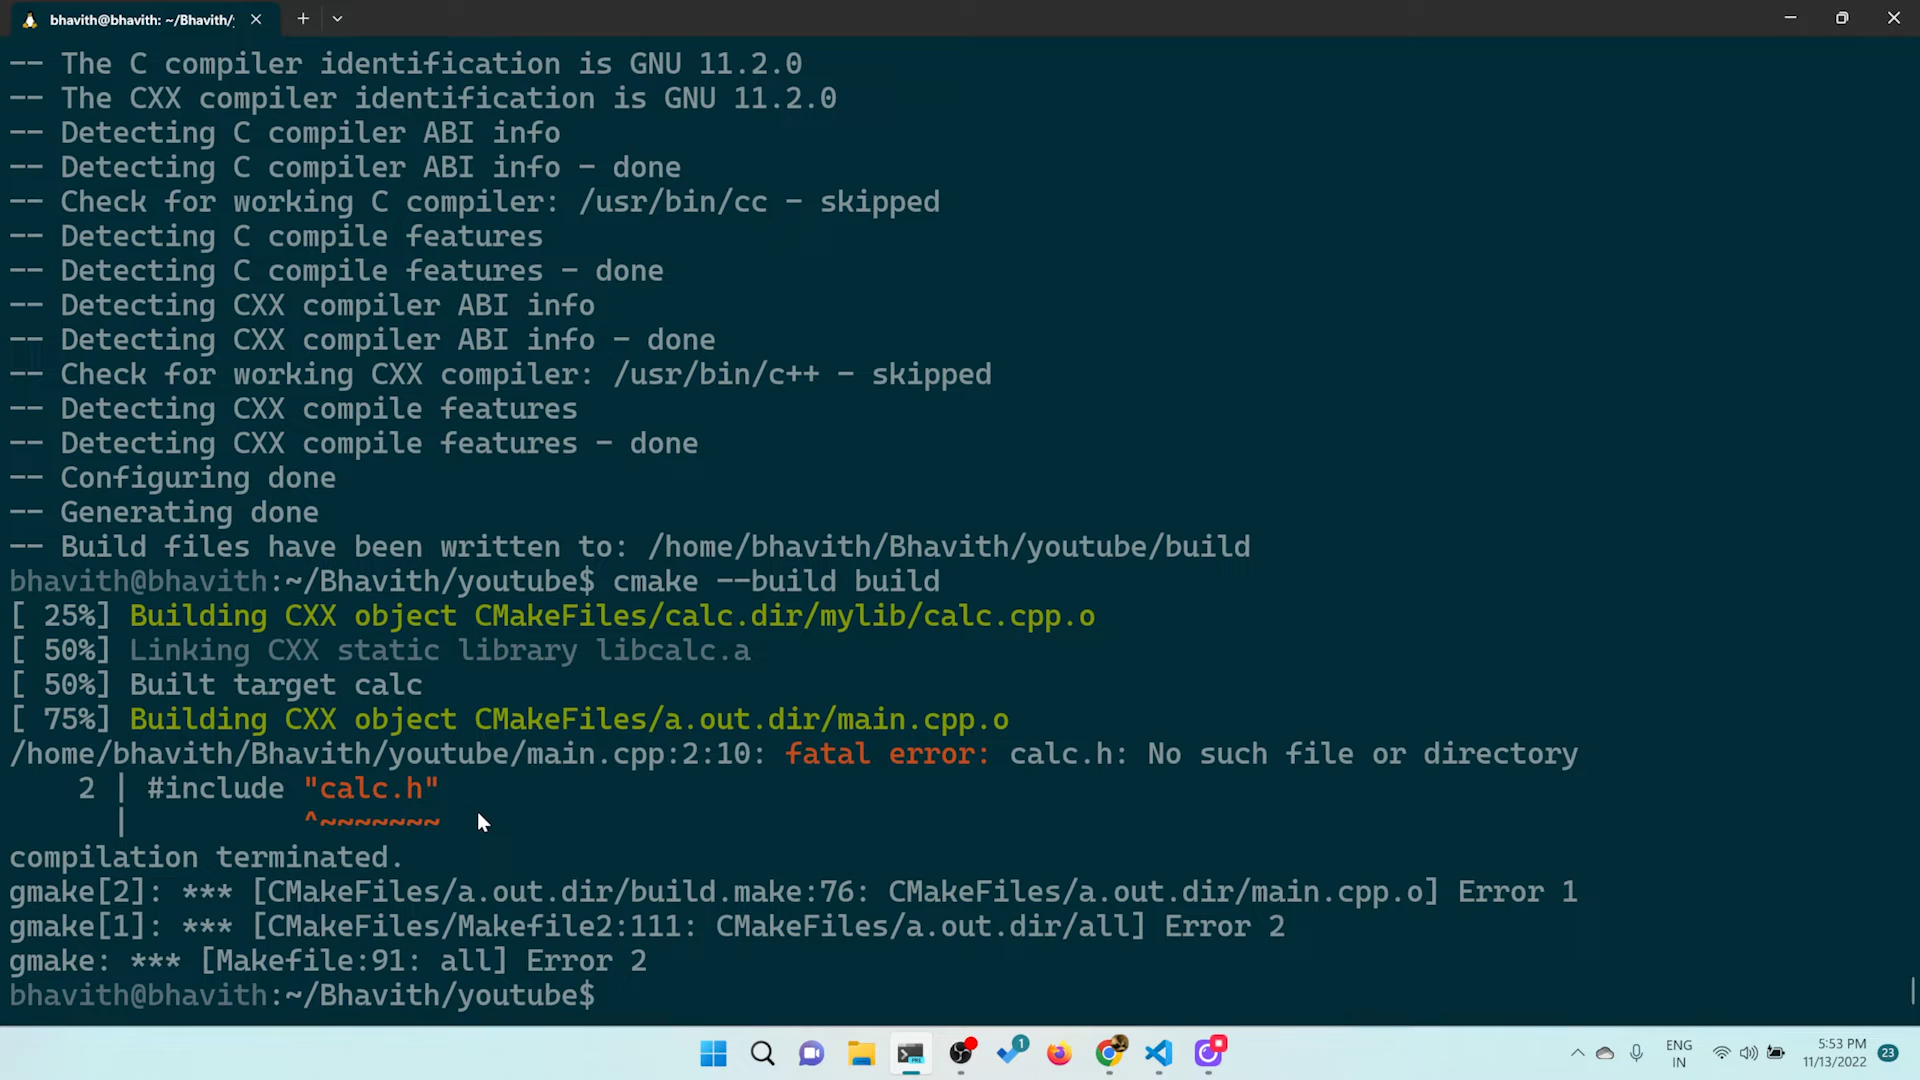 bhavith@bhavith: ~/Bhavith/
-- The C compiler identification is GNU 11.2.0
-- The CXX compiler identification is GNU 11.2.0
-- Detecting C compiler ABI info
-- Detecting C compiler ABI info - done
-- Check for working C compiler: /usr/bin/cc - skipped
-- Detecting C compile features
-- Detecting C compile features - done
-- Detecting CXX compiler ABI info
-- Detecting CXX compiler ABI info - done
-- Check for working CXX compiler: /usr/bin/c++ - skipped
-- Detecting CXX compile features
-- Detecting CXX compile features - done
-- Configuring done
-- Generating done
-- Build files have been written to: /home/bhavith/Bhavith/youtube/build
bhavith@bhavith:~/Bhavith/youtube$ cmake --build build
[ 25%] Building CXX object CMakeFiles/calc.dir/mylib/calc.cpp.o
[ 50%] Linking CXX static library libcalc.a
[ 50%] Built target calc
[ 75%] Building CXX object CMakeFiles/a.out.dir/main.cpp.o
/home/bhavith/Bhavith/youtube/main.cpp:2:10: fatal error: calc.h: No such file or directory
    2 | #include "calc.h"
      |          ^~~~~~~~
compilation terminated.
gmake[2]: *** [CMakeFiles/a.out.dir/build.make:76: CMakeFiles/a.out.dir/main.cpp.o] Error 1
gmake[1]: *** [CMakeFiles/Makefile2:111: CMakeFiles/a.out.dir/all] Error 2
gmake: *** [Makefile:91: all] Error 2
bhavith@bhavith:~/Bhavith/youtube$
PRE
1
ENG
IN
5:53 PM
11/13/2022
23